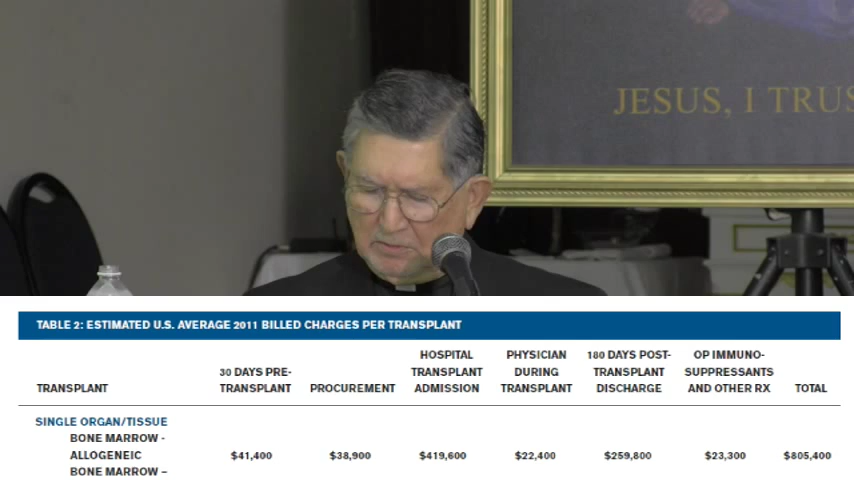 JESUS, I TRUS
TABLE 2: ESTIMATED U.S. AVERAGE 2011 BILLED CHARGES PER TRANSPLANT
TRANSPLANT 30 DAYS PRE-TRANSPLANT PROCUREMENT HOSPITAL TRANSPLANT ADMISSION PHYSICIAN DURING TRANSPLANT 180 DAYS POST-TRANSPLANT DISCHARGE OP IMMUNO-SUPPRESSANTS AND OTHER RX TOTAL
SINGLE ORGAN/TISSUE
BONE MARROW -
ALLOGENEIC $41,400 $38,900 $419,600 $22,400 $259,800 $23,300 $805,400
BONE MARROW –